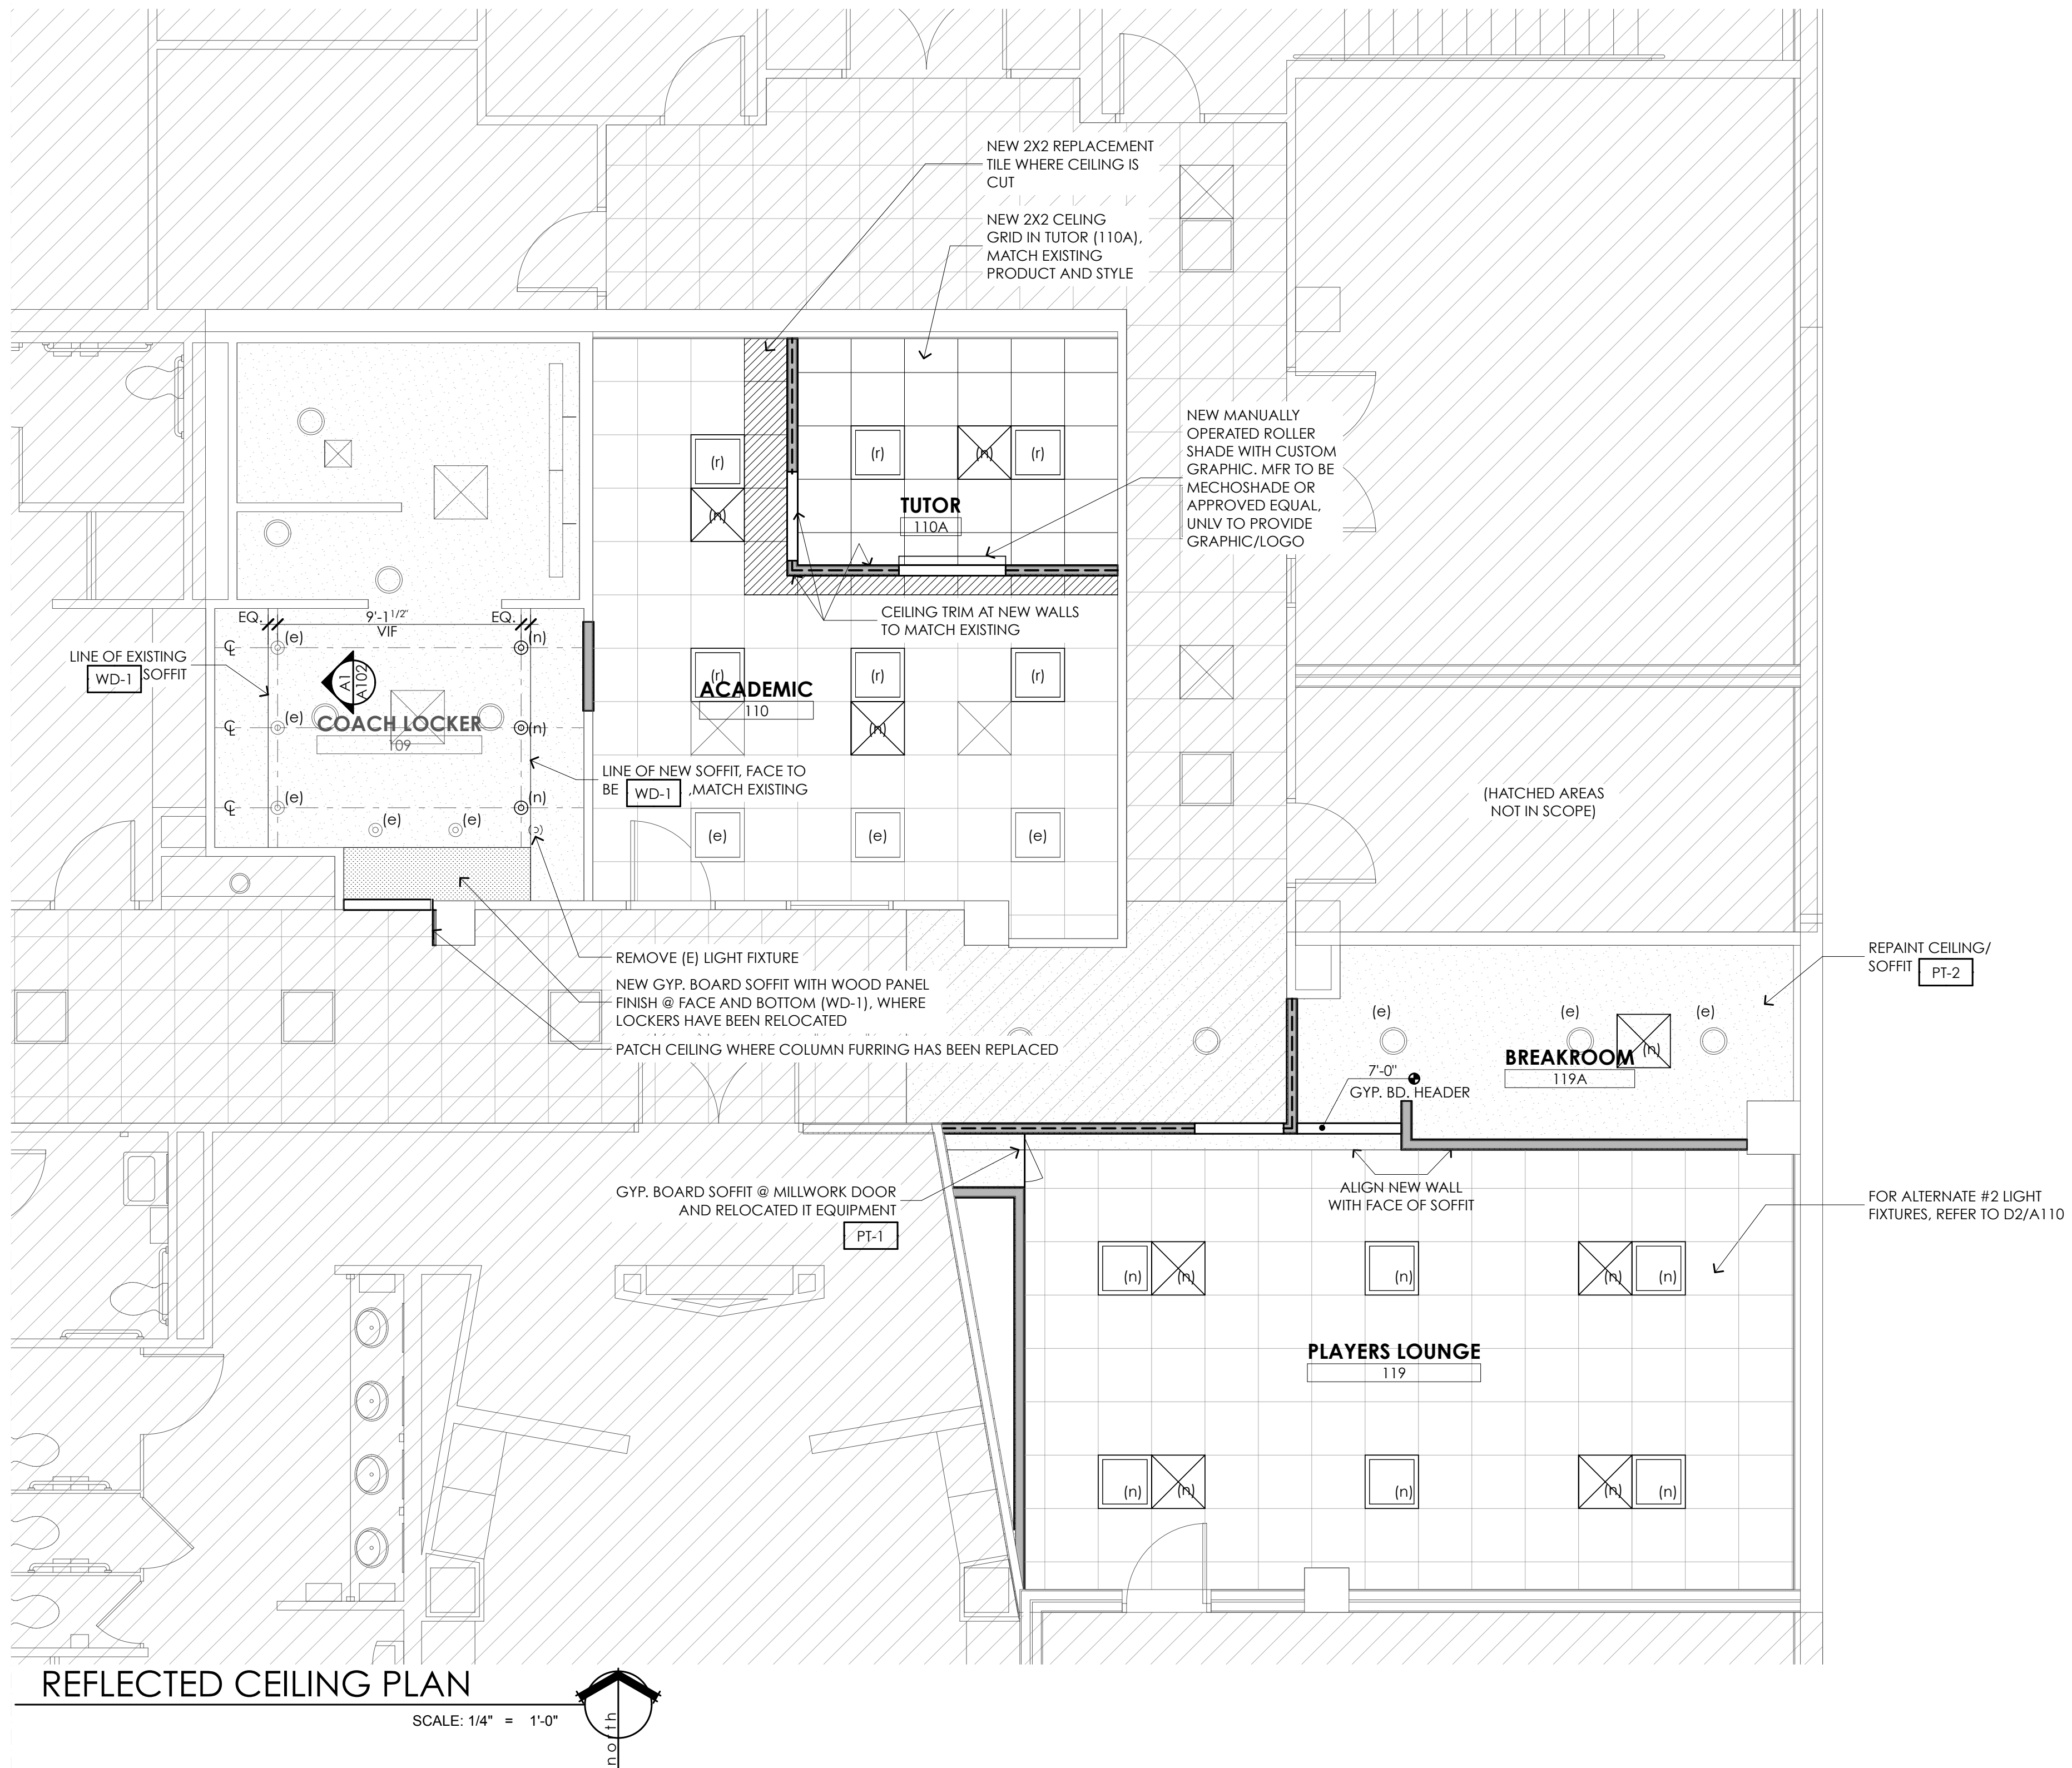 NEW 2X2 REPLACEMENT
TILE WHERE CEILING IS
CUT
NEW 2X2 CELING
GRID IN TUTOR (110A),
MATCH EXISTING
PRODUCT AND STYLE
NEW MANUALLY
OPERATED ROLLER
SHADE WITH CUSTOM
GRAPHIC. MFR TO BE
MECHOSHADE OR
APPROVED EQUAL,
UNLV TO PROVIDE
GRAPHIC/LOGO
(r)
(n)
(r)
(n)
(r)
TUTOR
110A
CEILING TRIM AT NEW WALLS
TO MATCH EXISTING
EQ.
9'-1 1/2"
VIF
EQ.
LINE OF EXISTING
WD-1 SOFFIT
℄
(e)
(n)
A1
A102
℄
(e)
(n)
COACH LOCKER
109
℄
(e)
(n)
(e)
(e)
(r)
(r)
(r)
ACADEMIC
110
(n)
LINE OF NEW SOFFIT, FACE TO
BE WD-1 ,MATCH EXISTING
(e)
(e)
(e)
(HATCHED AREAS
NOT IN SCOPE)
REMOVE (E) LIGHT FIXTURE
NEW GYP. BOARD SOFFIT WITH WOOD PANEL
FINISH @ FACE AND BOTTOM (WD-1), WHERE
LOCKERS HAVE BEEN RELOCATED
PATCH CEILING WHERE COLUMN FURRING HAS BEEN REPLACED
REPAINT CEILING/
SOFFIT PT-2
(e)
(e)
(e)
(n)
BREAKROOM
119A
7'-0"
GYP. BD. HEADER
GYP. BOARD SOFFIT @ MILLWORK DOOR
AND RELOCATED IT EQUIPMENT
PT-1
ALIGN NEW WALL
WITH FACE OF SOFFIT
FOR ALTERNATE #2 LIGHT
FIXTURES, REFER TO D2/A110
(n)
(n)
(n)
(n)
(n)
PLAYERS LOUNGE
119
(n)
(n)
(n)
(n)
(n)
REFLECTED CEILING PLAN
SCALE: 1/4" = 1'-0"
north